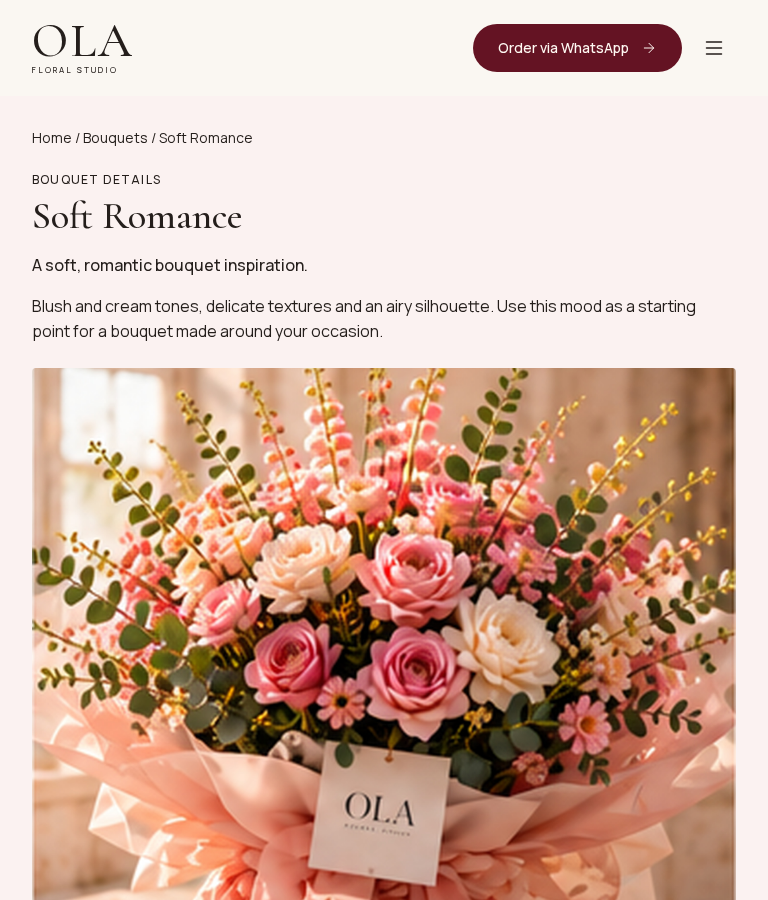 OLA
FLORAL STUDIO
Order via WhatsApp
Home / Bouquets / Soft Romance
BOUQUET DETAILS
Soft Romance
A soft, romantic bouquet inspiration.
Blush and cream tones, delicate textures and an airy silhouette. Use this mood as a starting
point for a bouquet made around your occasion.
OLA